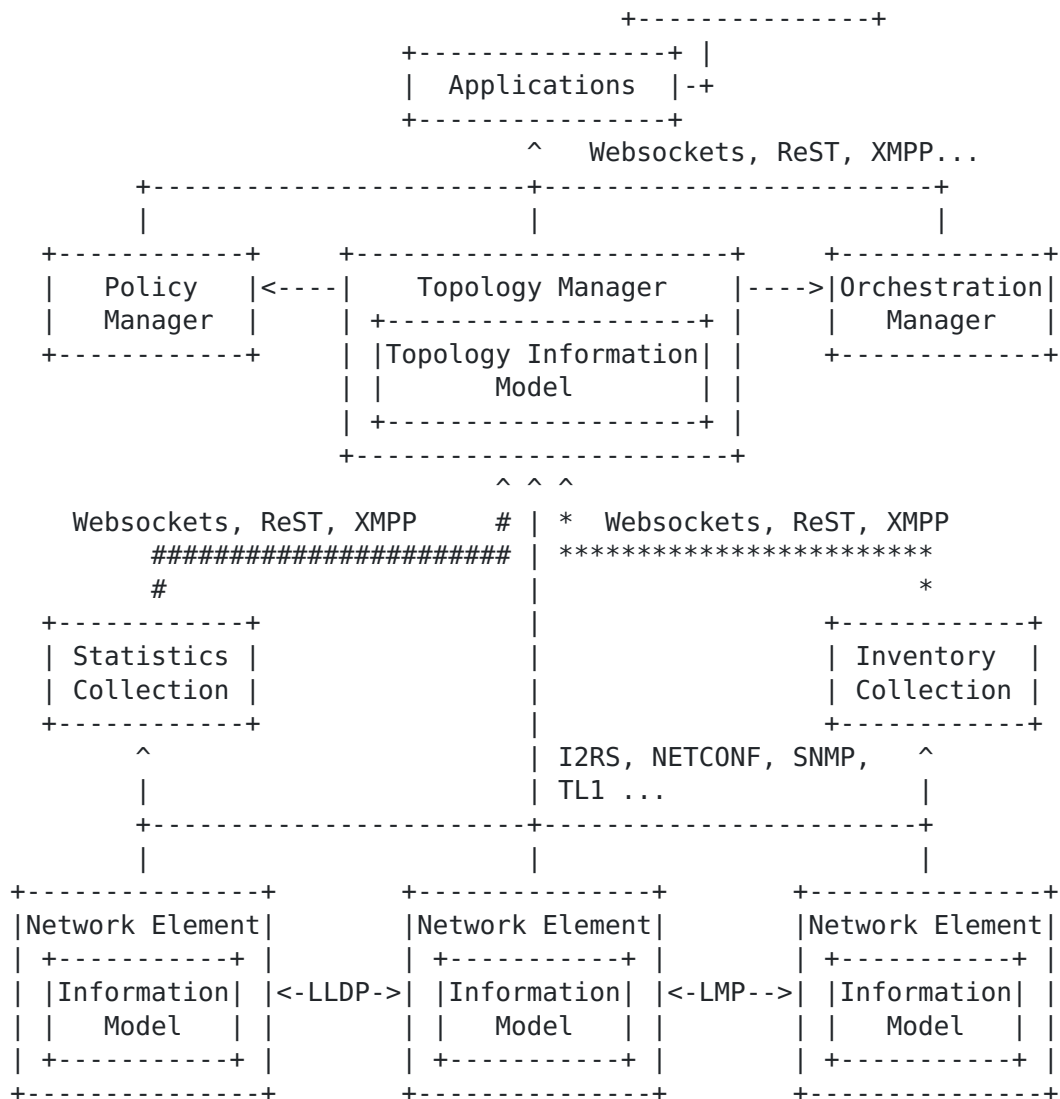 Applications
Websockets, ReST, XMPP...
Policy Manager
Topology Manager
Orchestration Manager
Topology Information Model
Websockets, ReST, XMPP
Websockets, ReST, XMPP
Statistics Collection
Inventory Collection
I2RS, NETCONF, SNMP,
TL1 ...
Network Element
Network Element
Network Element
Information Model
<-LLDP->
Information Model
<-LMP-->
Information Model